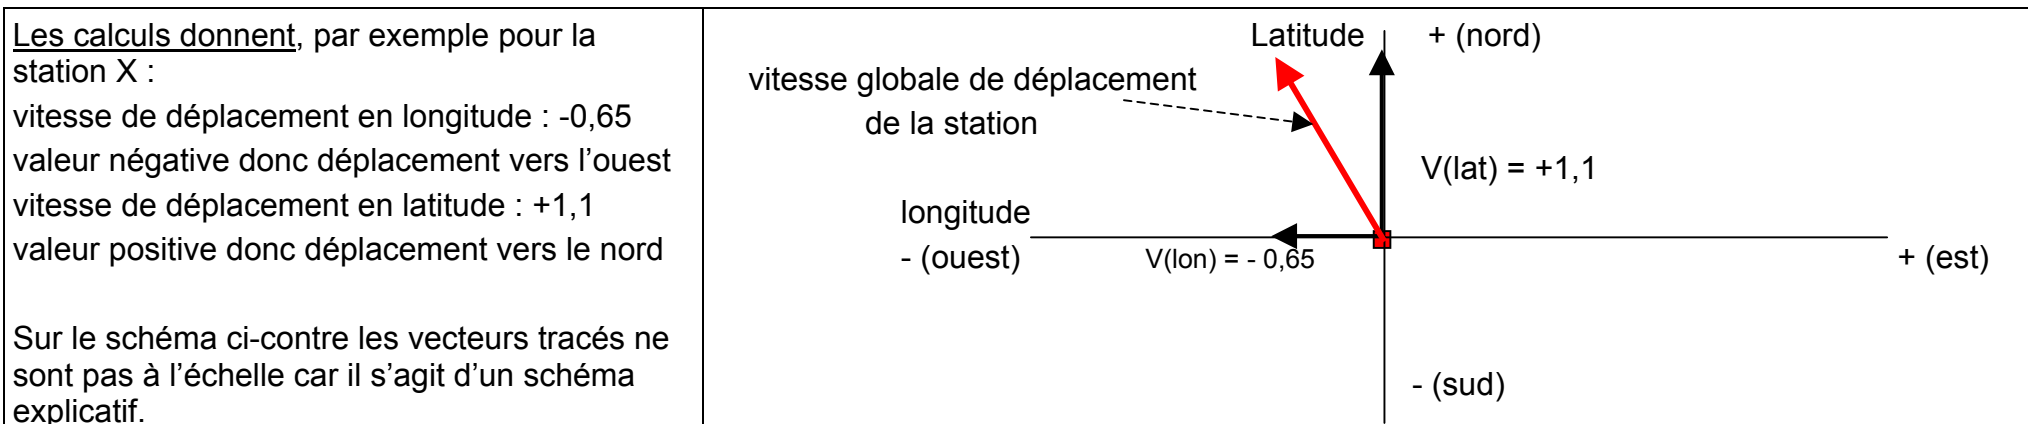 Les calculs donnent, par exemple pour la
station X :
vitesse de déplacement en longitude : -0,65
valeur négative donc déplacement vers l’ouest
vitesse de déplacement en latitude : +1,1
valeur positive donc déplacement vers le nord
Sur le schéma ci-contre les vecteurs tracés ne
sont pas à l’échelle car il s’agit d’un schéma
explicatif.
Latitude + (nord)
vitesse globale de déplacement
de la station
V(lat) = +1,1
longitude
- (ouest)
V(lon) = - 0,65
+ (est)
- (sud)